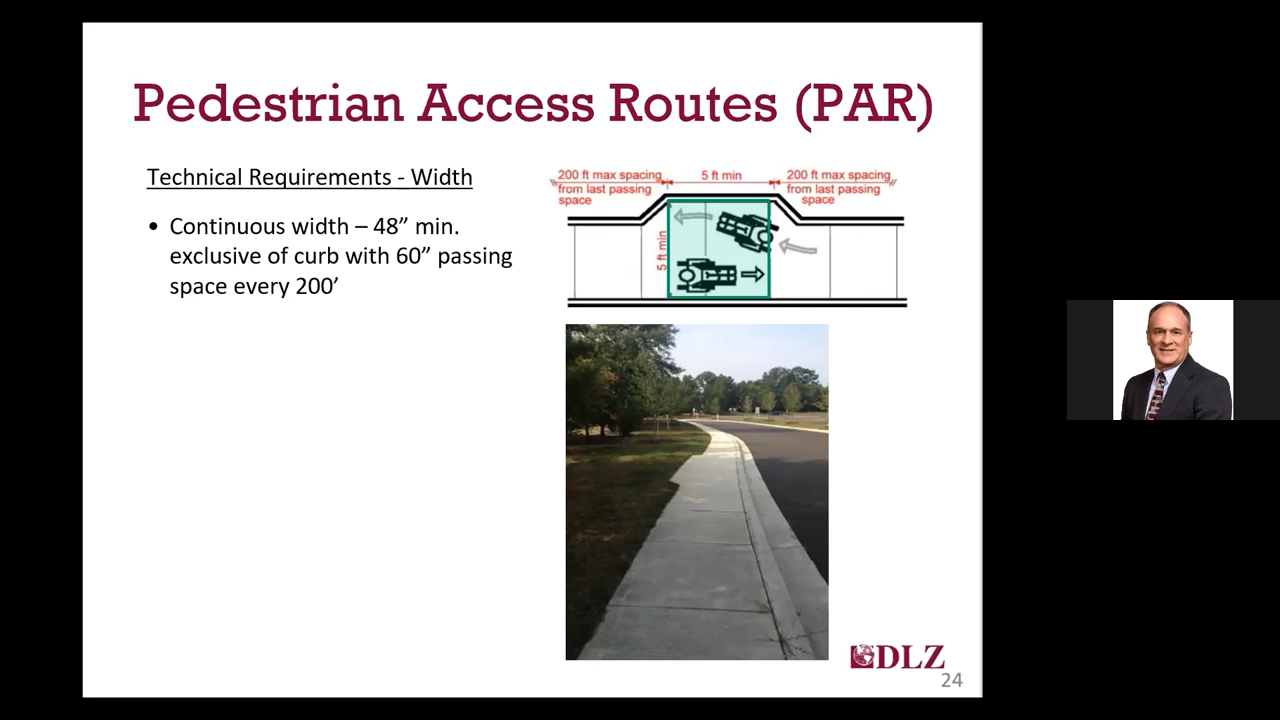 Pedestrian Access Routes (PAR)
Technical Requirements - Width
• Continuous width – 48” min.
exclusive of curb with 60” passing
space every 200’
200 ft max spacing
from last passing
space
5 ft min
200 ft max spacing
from last passing
space
5 ft min
DLZ
24